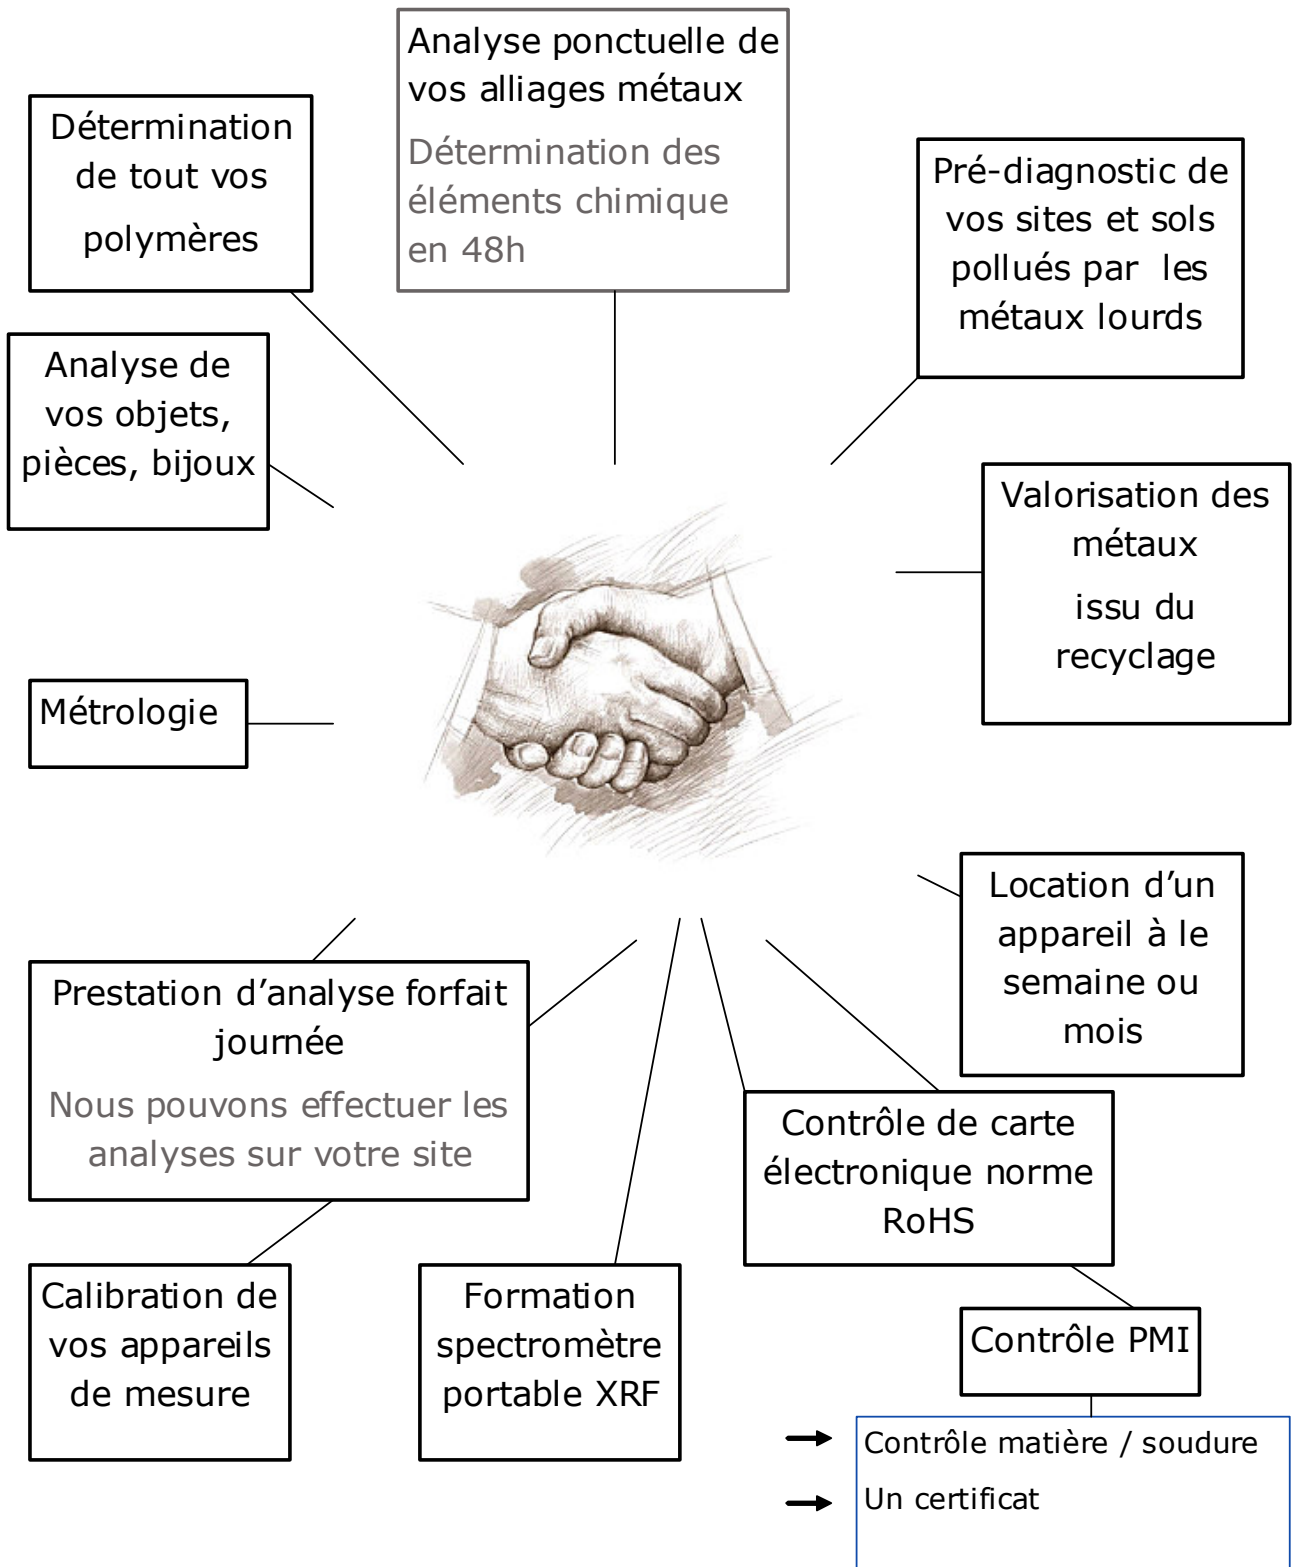 Analyse ponctuelle de
vos alliages métaux
Détermination des
éléments chimique
en 48h
Détermination
de tout vos
polymères
Pré-diagnostic de
vos sites et sols
pollués par les
métaux lourds
Analyse de
vos objets,
pièces, bijoux
Valorisation des
métaux
issu du
recyclage
Métrologie
Location d’un
appareil à le
semaine ou
mois
Prestation d’analyse forfait
journée
Nous pouvons effectuer les
analyses sur votre site
Contrôle de carte
électronique norme
RoHS
Calibration de
vos appareils
de mesure
Formation
spectromètre
portable XRF
Contrôle PMI
Contrôle matière / soudure
Un certificat